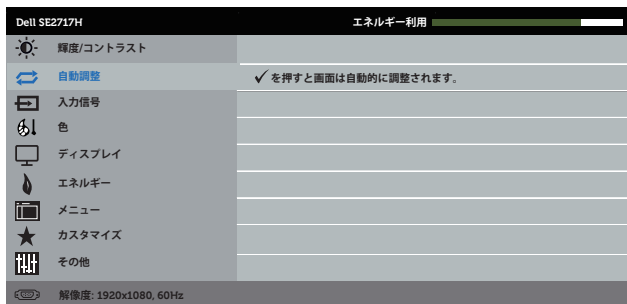 Dell SE2717H
エネルギー利用
輝度/コントラスト
自動調整
✓を押すと画面は自動的に調整されます。
入力信号
色
ディスプレイ
エネルギー
メニュー
カスタマイズ
その他
解像度: 1920x1080, 60Hz